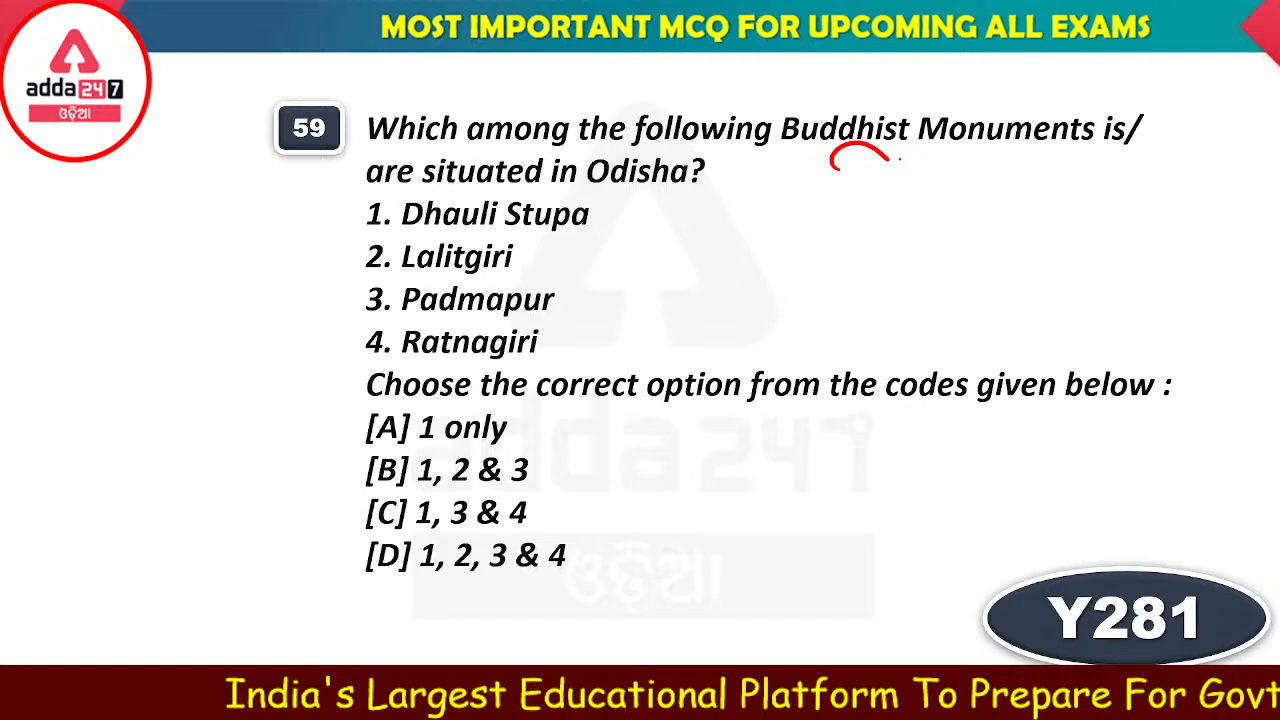 MOST IMPORTANT MCQ FOR UPCOMING ALL EXAMS
adda 24 7
ଓଡ଼ିଆ
59
Which among the following Buddhist Monuments is/
are situated in Odisha?
1. Dhauli Stupa
2. Lalitgiri
3. Padmapur
4. Ratnagiri
Choose the correct option from the codes given below :
[A] 1 only
[B] 1, 2 & 3
[C] 1, 3 & 4
[D] 1, 2, 3 & 4
adda 247
ଓଡ଼ିଆ
Y281
India's Largest Educational Platform To Prepare For Govt